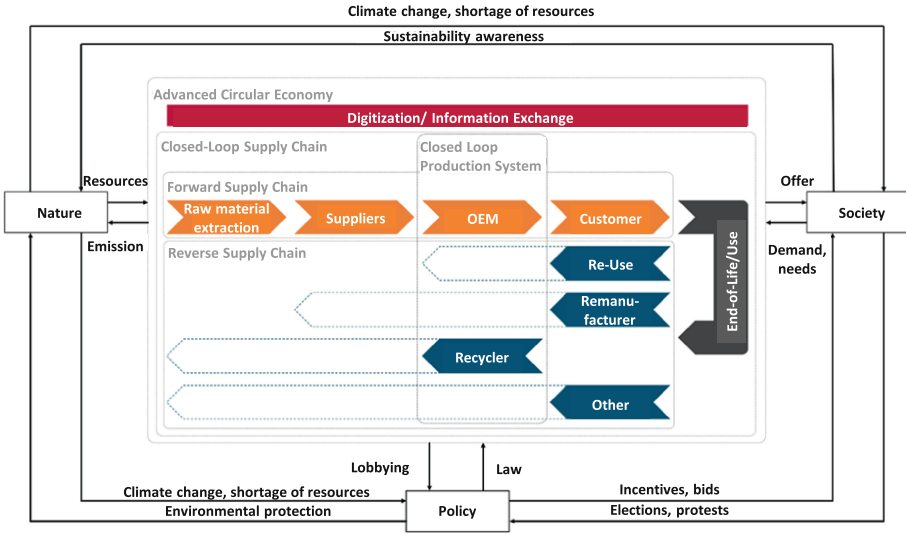 Climate change, shortage of resources
Sustainability awareness
Advanced Circular Economy
Digitization/ Information Exchange
Closed-Loop Supply Chain
Closed Loop
Production System
Resources
Forward Supply Chain
Offer
Nature
Raw material
extraction
Suppliers
OEM
Customer
Society
Emission
Reverse Supply Chain
Demand,
needs
End-of-Life/Use
Re-Use
Remanu-
facturer
Recycler
Other
Lobbying
Law
Climate change, shortage of resources
Environmental protection
Policy
Incentives, bids
Elections, protests